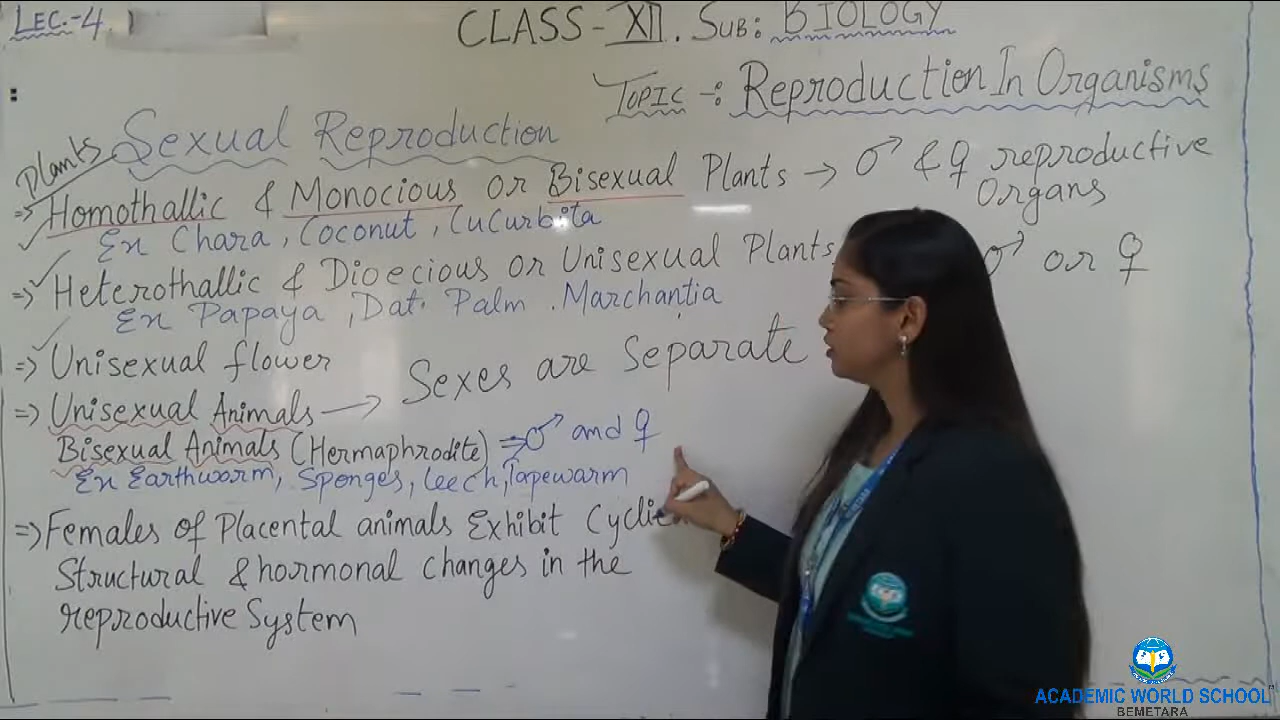 LEC.-4
CLASS-XII. SUB: BIOLOGY
TOPIC -: Reproduction In Organisms
Sexual Reproduction
Plants
=> Homothallic & Monocious or Bisexual Plants → ♂ & ♀ reproductive Organs
Ex Chara, Coconut, Cucurbita
=> Heterothallic & Dioecious or Unisexual Plants ♂ or ♀
Ex Papaya, Dat. Palm. Marchantia
=> Unisexual flower
=> Unisexual Animals → Sexes are Separate
Bisexual Animals (Hermaphrodite) => ♂ and ♀
Ex Earthworm, Sponges, Leech, Tapewarm
=> Females of Placental animals Exhibit Cyclic
Structural & hormonal changes in the
reproductive System
ACADEMIC WORLD SCHOOL
BEMETARA